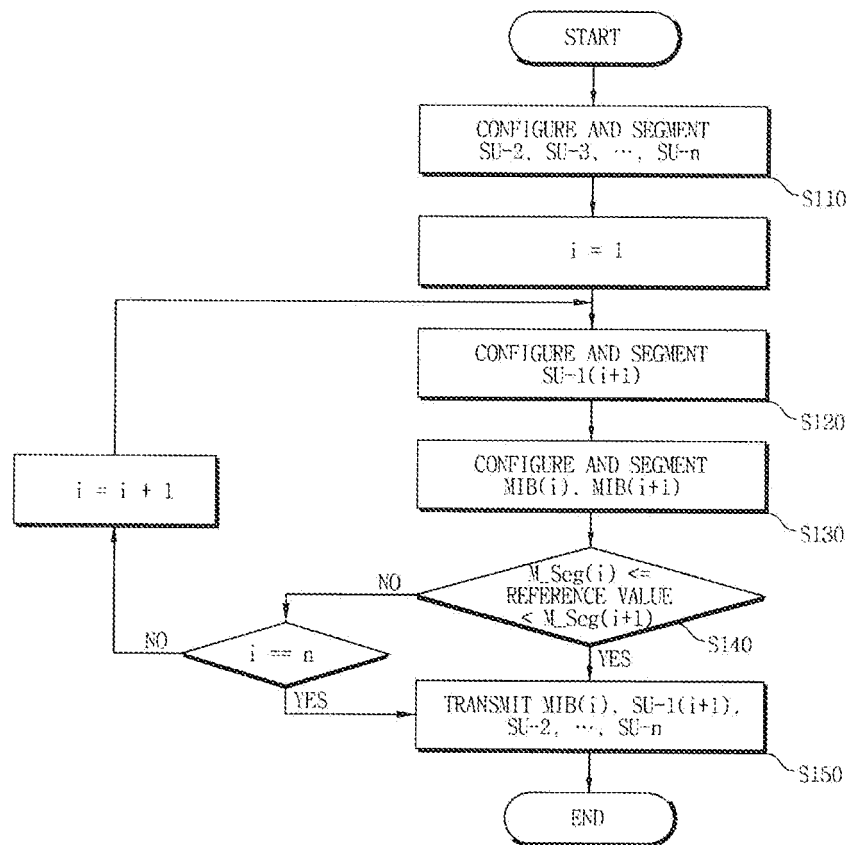 START
CONFIGURE AND SEGMENT
SU-2, SU-3, ···, SU-n
S110
i = 1
CONFIGURE AND SEGMENT
SU-1(i+1)
S120
CONFIGURE AND SEGMENT
MIB(i), MIB(i+1)
S130
i = i + 1
M_Seg(i) <=
REFERENCE VALUE
< M_Seg(i+1)
S140
NO
YES
i == n
NO
YES
TRANSMIT MIB(i), SU-1(i+1),
SU-2, ···, SU-n
S150
END